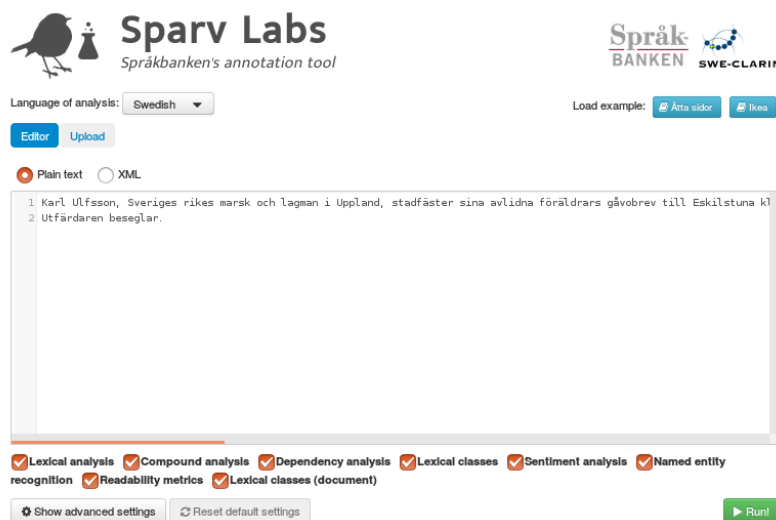 Sparv Labs
Språkbanken's annotation tool
Språk-
BANKEN
SWE-CLARIN
Language of analysis: Swedish
Load example: Åtta sidor Ikea
Editor Upload
Plain text XML
1 Karl Ulfsson, Sveriges rikes marsk och lagman i Uppland, stadfäster sina avlidna föräldrars gåvobrev till Eskilstuna kl
2 Utfärdaren beseglar.
Lexical analysis Compound analysis Dependency analysis Lexical classes Sentiment analysis Named entity
recognition Readability metrics Lexical classes (document)
Show advanced settings Reset default settings Run!